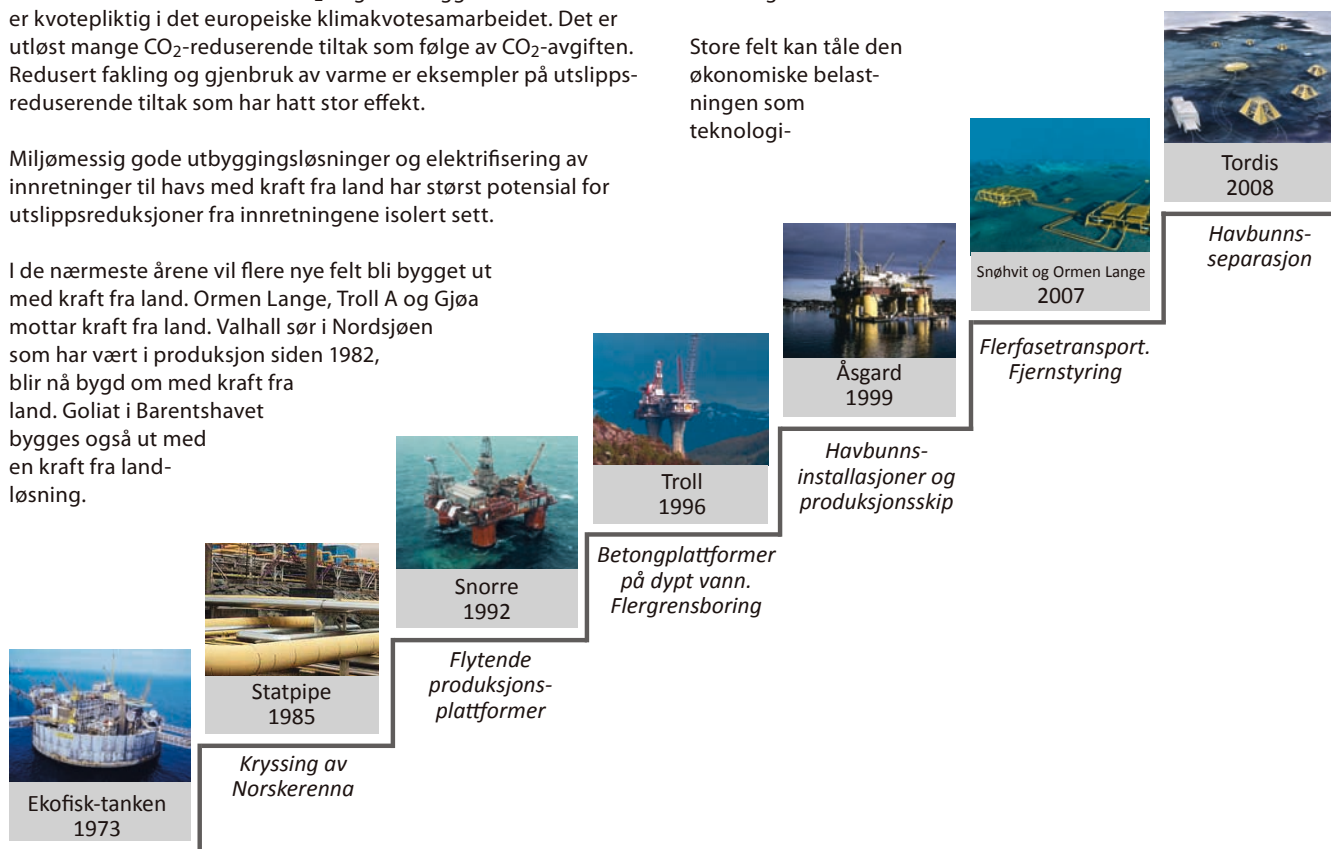 er kvotepliktig i det europeiske klimakvotesamarbeidet. Det er
utløst mange CO₂-reduserende tiltak som følge av CO₂-avgiften.
Redusert fakling og gjenbruk av varme er eksempler på utslipps-
reduserende tiltak som har hatt stor effekt.
Miljømessig gode utbyggingsløsninger og elektrifisering av
innretninger til havs med kraft fra land har størst potensial for
utslippsreduksjoner fra innretningene isolert sett.
I de nærmeste årene vil flere nye felt bli bygget ut
med kraft fra land. Ormen Lange, Troll A og Gjøa
mottar kraft fra land. Valhall sør i Nordsjøen
som har vært i produksjon siden 1982,
blir nå bygd om med kraft fra
land. Goliat i Barentshavet
bygges også ut med
en kraft fra land-
løsning.
Store felt kan tåle den
økonomiske belast-
ningen som
teknologi-
Ekofisk-tanken
1973
Statpipe
1985
Kryssing av
Norskerenna
Snorre
1992
Flytende
produksjons-
plattformer
Troll
1996
Betongplattformer
på dypt vann.
Flergrensboring
Åsgard
1999
Havbunns-
installasjoner og
produksjonsskip
Snøhvit og Ormen Lange
2007
Flerfasetransport.
Fjernstyring
Tordis
2008
Havbunns-
separasjon